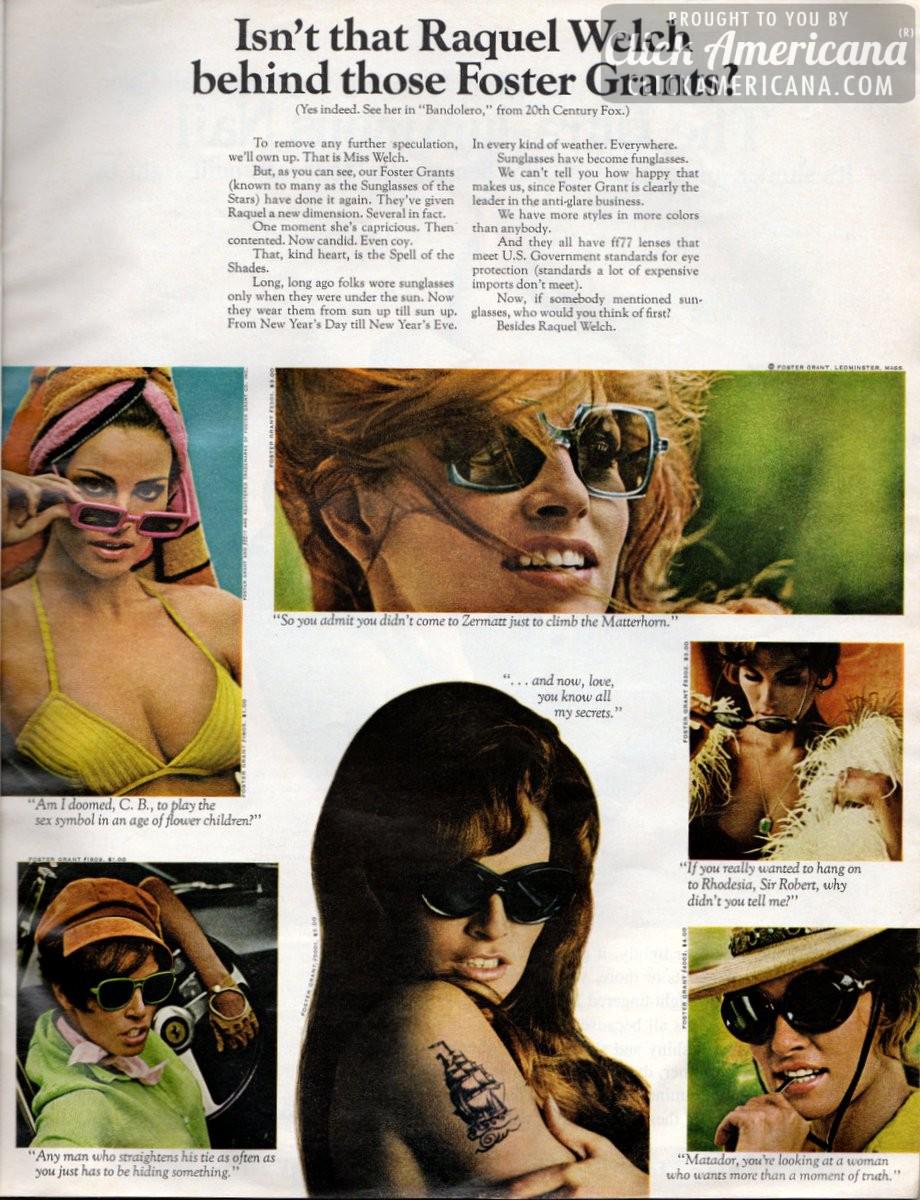 BROUGHT TO YOU BY
Click Americana (R)
CLICKAMERICANA.COM
Isn't that Raquel Welch
behind those Foster Grants?
(Yes indeed. See her in "Bandolero," from 20th Century Fox.)
To remove any further speculation,
we'll own up. That is Miss Welch.
But, as you can see, our Foster Grants
(known to many as the Sunglasses of the
Stars) have done it again. They've given
Raquel a new dimension. Several in fact.
One moment she's capricious. Then
contented. Now candid. Even coy.
That, kind heart, is the Spell of the
Shades.
Long, long ago folks wore sunglasses
only when they were under the sun. Now
they wear them from sun up till sun up.
From New Year's Day till New Year's Eve.
In every kind of weather. Everywhere.
Sunglasses have become funglasses.
We can't tell you how happy that
makes us, since Foster Grant is clearly the
leader in the anti-glare business.
We have more styles in more colors
than anybody.
And they all have ff77 lenses that
meet U.S. Government standards for eye
protection (standards a lot of expensive
imports don't meet).
Now, if somebody mentioned sun-
glasses, who would you think of first?
Besides Raquel Welch.
© FOSTER GRANT, LEOMINSTER, MASS.
"So you admit you didn't come to Zermatt just to climb the Matterhorn."
"Am I doomed, C. B., to play the
sex symbol in an age of flower children?"
". . . and now, love,
you know all
my secrets."
"If you really wanted to hang on
to Rhodesia, Sir Robert, why
didn't you tell me?"
"Any man who straightens his tie as often as
you just has to be hiding something."
"Matador, you're looking at a woman
who wants more than a moment of truth."